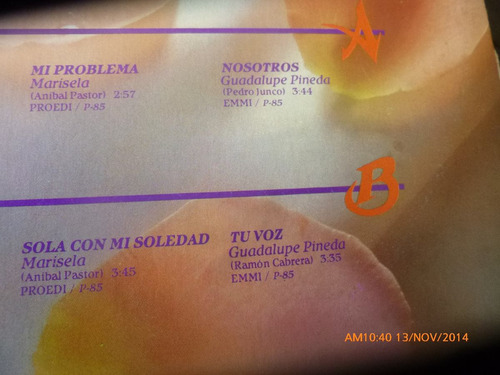 A
MI PROBLEMA
Marisela
(Anibal Pastor) 2:57
PROEDI / P-85
NOSOTROS
Guadalupe Pineda
(Pedro Junco) 3:44
EMMI / P-85
B
SOLA CON MI SOLEDAD
Marisela
(Anibal Pastor) 3:45
PROEDI / P-85
TU VOZ
Guadalupe Pineda
(Ramón Cabrera) 3:35
EMMI / P-85
AM10:40 13/NOV/2014